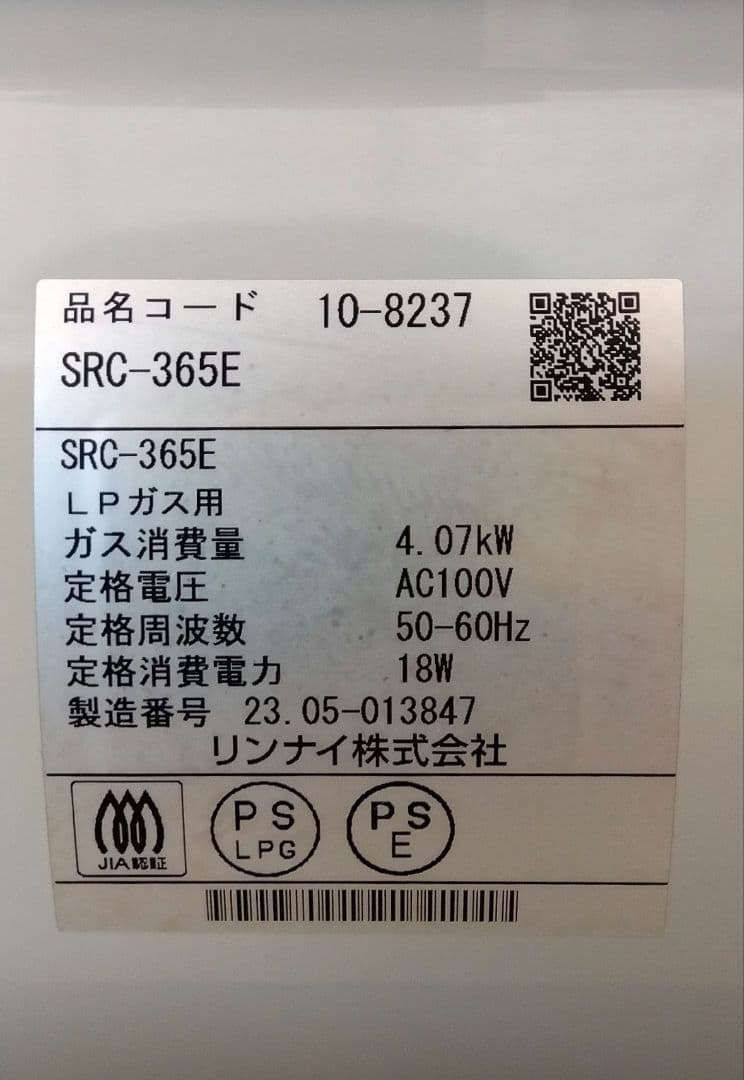 品名コード 10-8237
SRC-365E
SRC-365E
LPガス用
ガス消費量 4.07kW
定格電圧 AC100V
定格周波数 50-60Hz
定格消費電力 18W
製造番号 23.05-013847
リンナイ株式会社
JIA認証
PS LPG
PS E